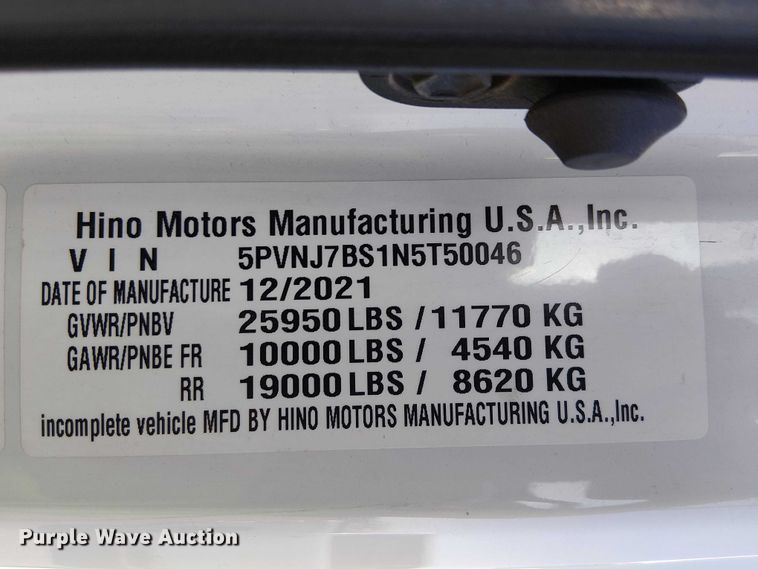 Hino Motors Manufacturing U.S.A.,Inc.
V I N 5PVNJ7BS1N5T50046
DATE OF MANUFACTURE 12/2021
GVWR/PNBV 25950 LBS / 11770 KG
GAWR/PNBE FR 10000 LBS / 4540 KG
RR 19000 LBS / 8620 KG
incomplete vehicle MFD BY HINO MOTORS MANUFACTURING U.S.A.,Inc.
Purple Wave Auction